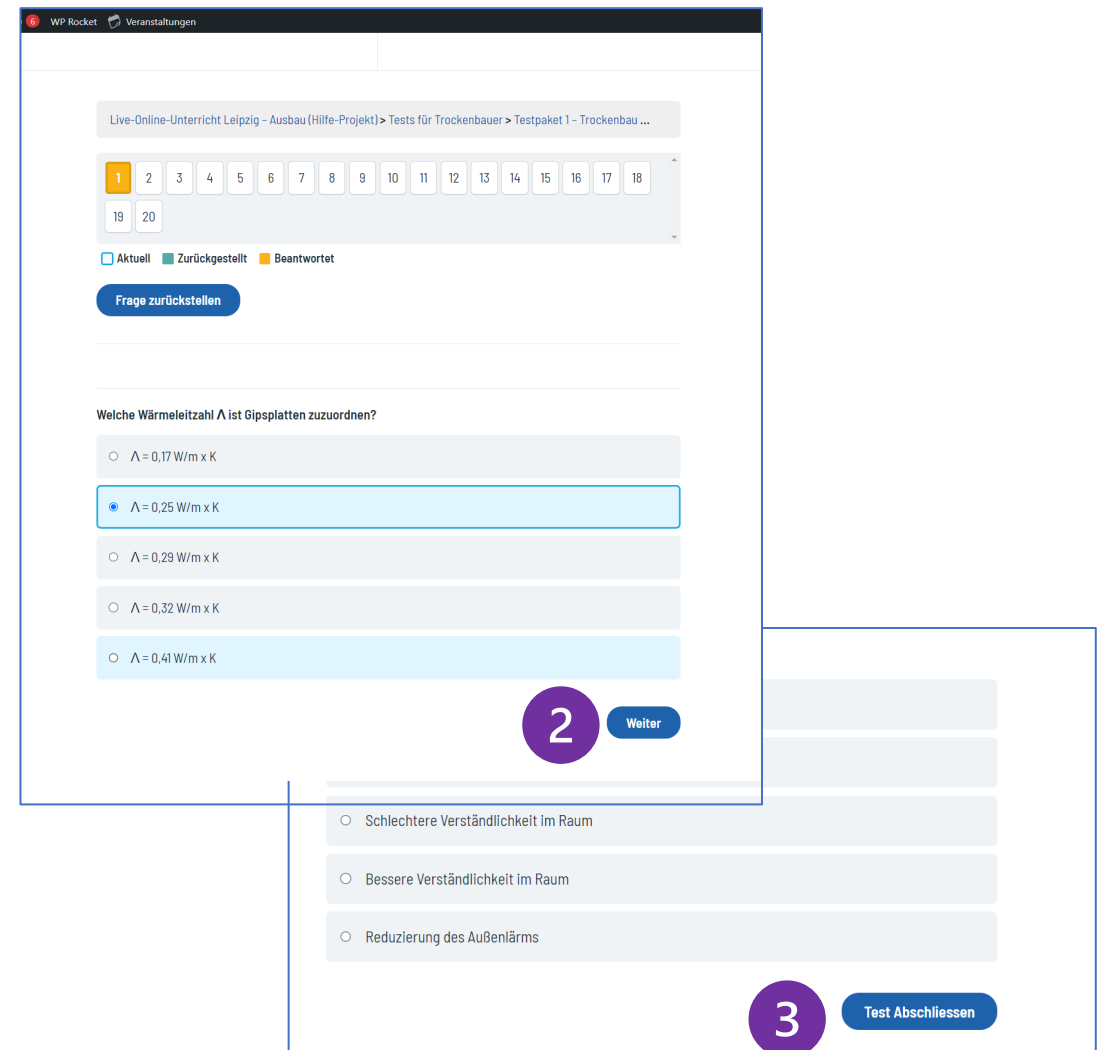 6 WP Rocket Veranstaltungen
Live-Online-Unterricht Leipzig – Ausbau (Hilfe-Projekt) > Tests für Trockenbauer > Testpaket 1 – Trockenbau ...
1 2 3 4 5 6 7 8 9 10 11 12 13 14 15 16 17 18
19 20
Aktuell Zurückgestellt Beantwortet
Frage zurückstellen
Welche Wärmeleitzahl Λ ist Gipsplatten zuzuordnen?
Λ = 0,17 W/m x K
Λ = 0,25 W/m x K
Λ = 0,29 W/m x K
Λ = 0,32 W/m x K
Λ = 0,41 W/m x K
2 Weiter
Schlechtere Verständlichkeit im Raum
Bessere Verständlichkeit im Raum
Reduzierung des Außenlärms
3 Test Abschliessen